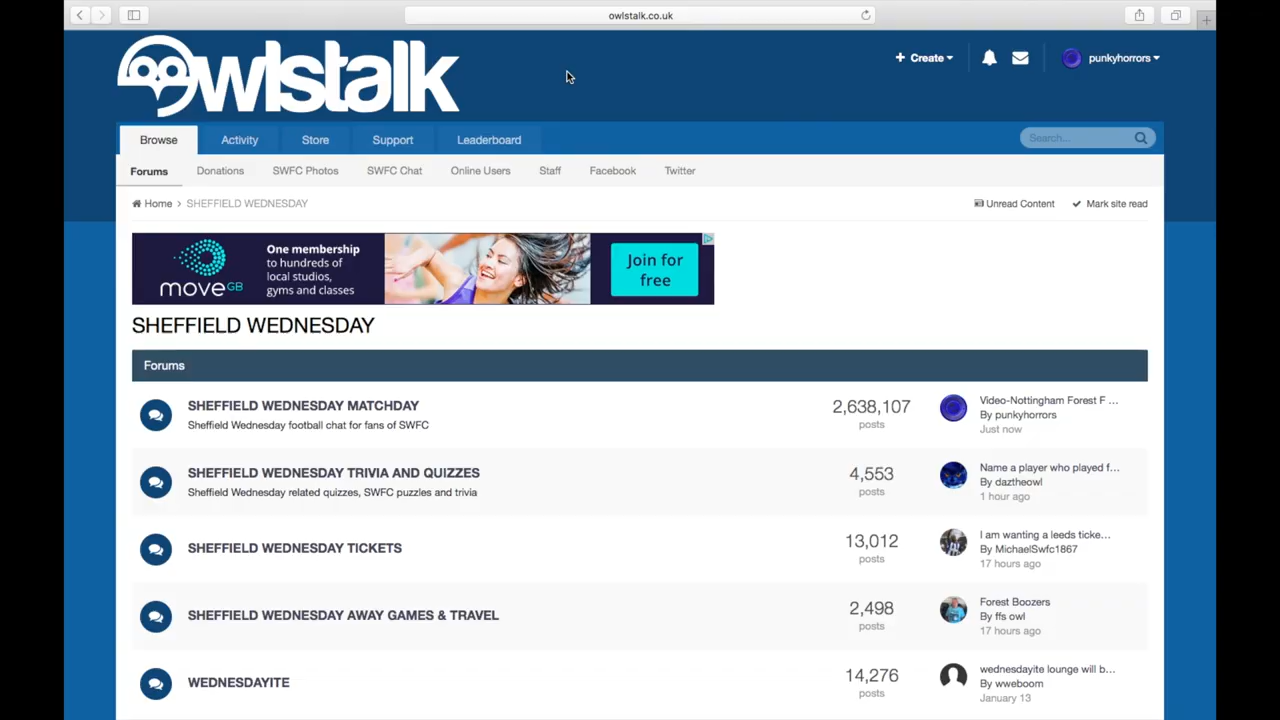 owlstalk.co.uk
owlstalk
Create
punkyhorrors
Browse
Activity
Store
Support
Leaderboard
Search...
Forums
Donations
SWFC Photos
SWFC Chat
Online Users
Staff
Facebook
Twitter
Home › SHEFFIELD WEDNESDAY
Unread Content
Mark site read
moveGB
One membership
to hundreds of
local studios,
gyms and classes
Join for
free
SHEFFIELD WEDNESDAY
Forums
SHEFFIELD WEDNESDAY MATCHDAY
Sheffield Wednesday football chat for fans of SWFC
2,638,107
posts
Video-Nottingham Forest F ...
By punkyhorrors
Just now
SHEFFIELD WEDNESDAY TRIVIA AND QUIZZES
Sheffield Wednesday related quizzes, SWFC puzzles and trivia
4,553
posts
Name a player who played f...
By daztheowl
1 hour ago
SHEFFIELD WEDNESDAY TICKETS
13,012
posts
I am wanting a leeds ticke...
By MichaelSwfc1867
17 hours ago
SHEFFIELD WEDNESDAY AWAY GAMES & TRAVEL
2,498
posts
Forest Boozers
By ffs owl
17 hours ago
WEDNESDAYITE
14,276
posts
wednesdayite lounge will b...
By wweboom
January 13